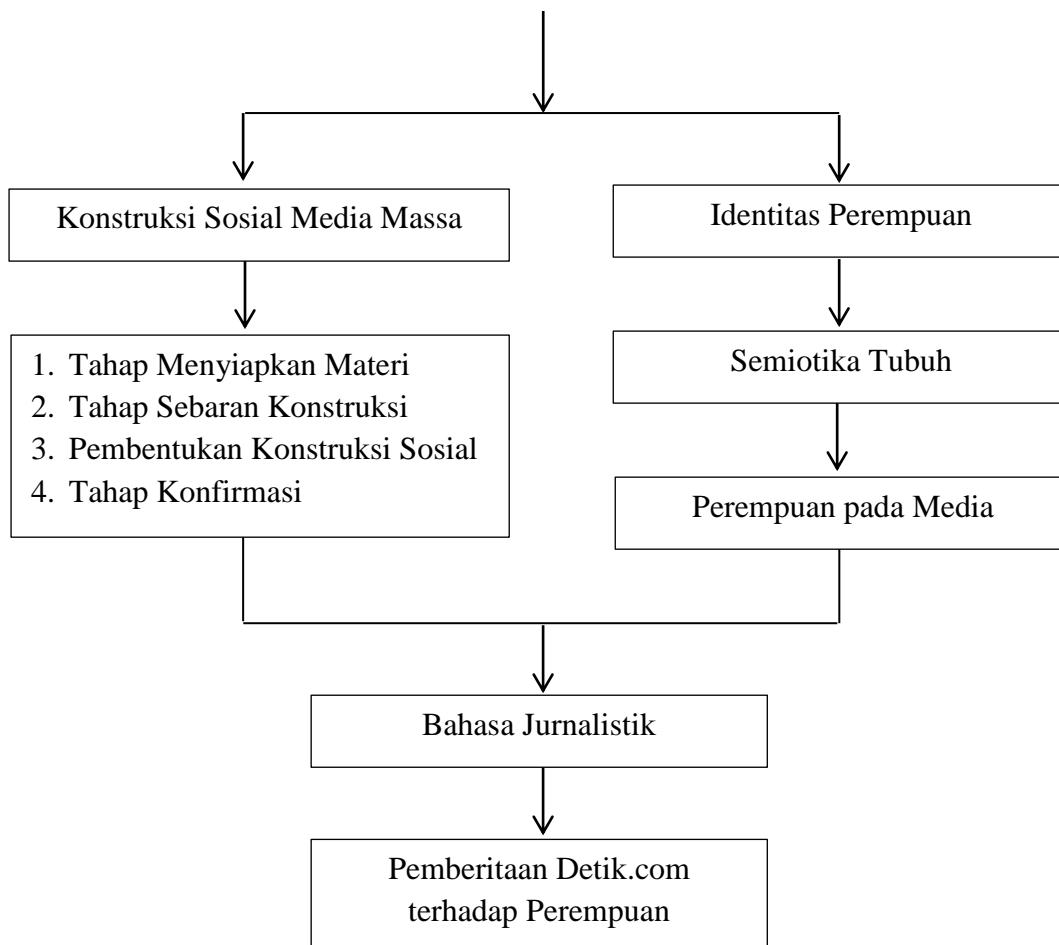 Konstruksi Sosial Media Massa
1. Tahap Menyiapkan Materi
2. Tahap Sebaran Konstruksi
3. Pembentukan Konstruksi Sosial
4. Tahap Konfirmasi
Identitas Perempuan
Semiotika Tubuh
Perempuan pada Media
Bahasa Jurnalistik
Pemberitaan Detik.com
terhadap Perempuan